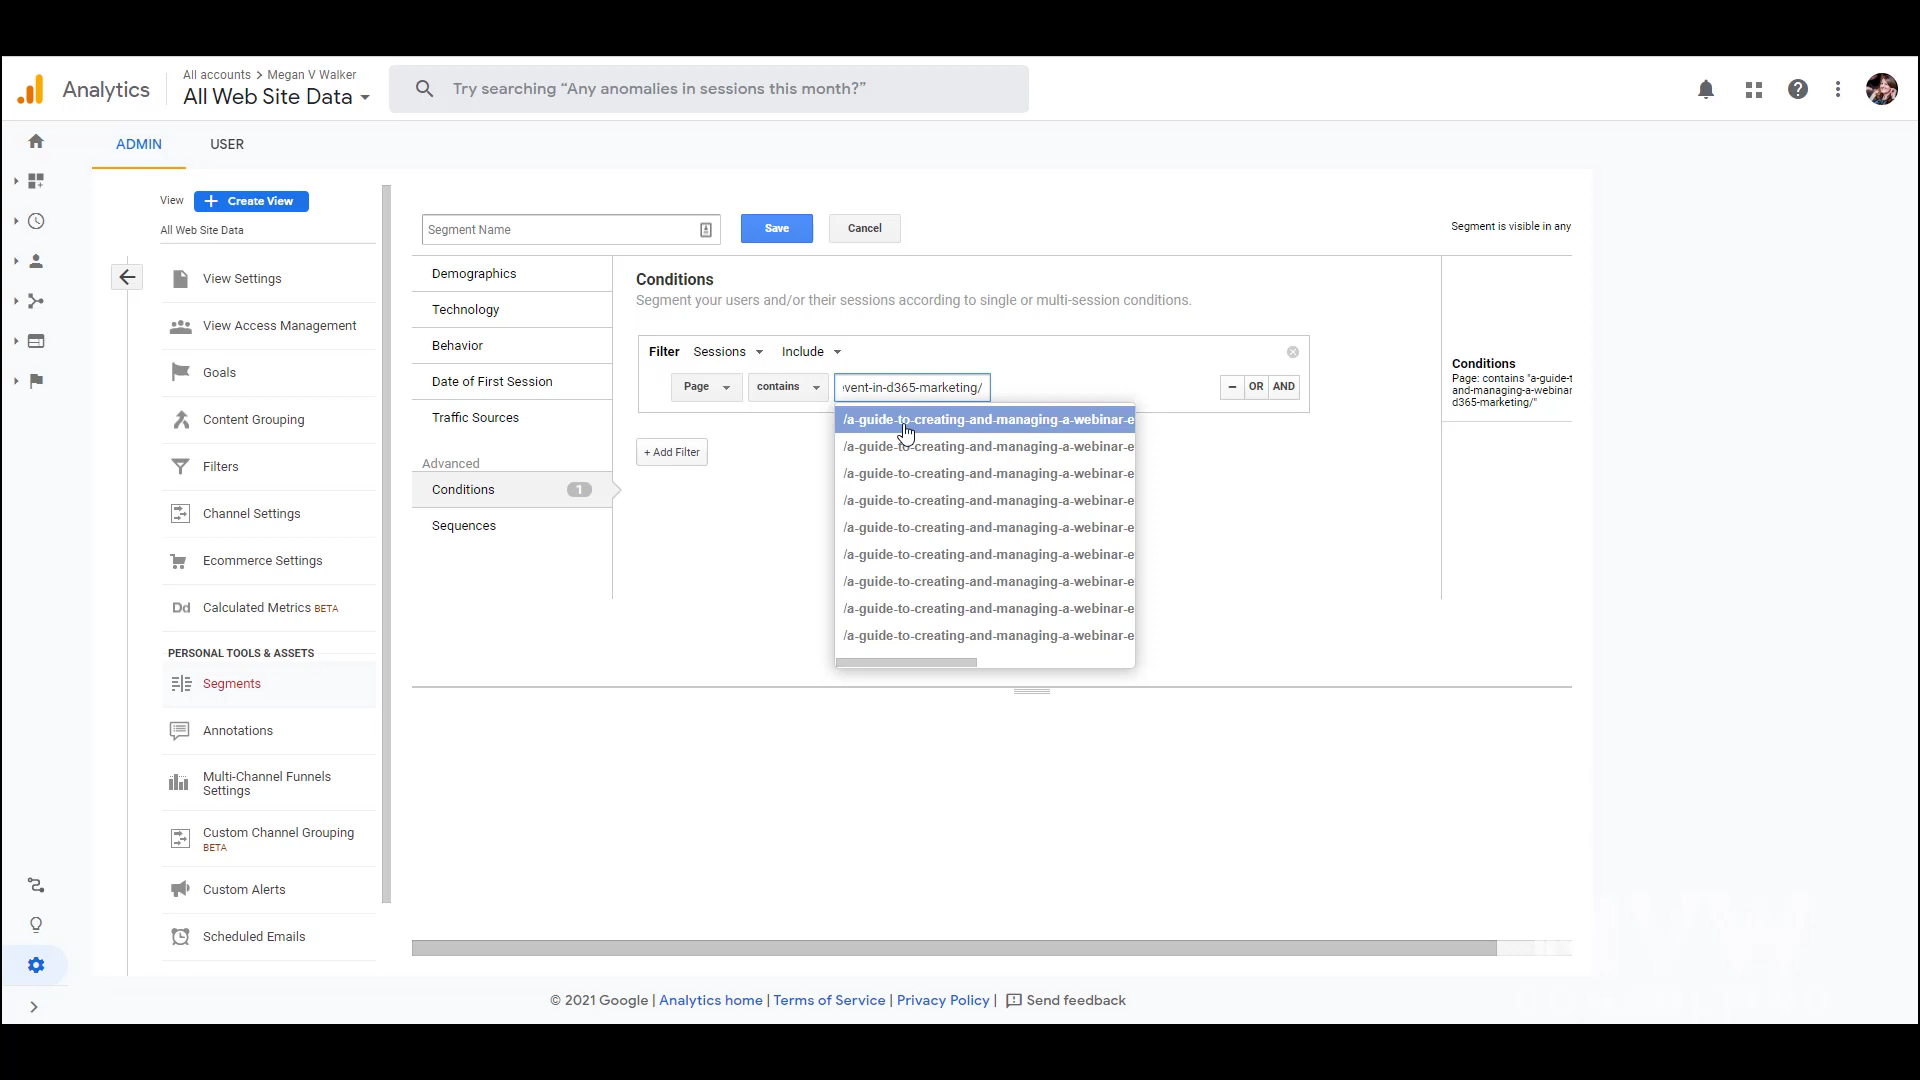 Analytics
All accounts > Megan V Walker
All Web Site Data
Try searching “Any anomalies in sessions this month?”
ADMIN
USER
View
Create View
All Web Site Data
View Settings
View Access Management
Goals
Content Grouping
Filters
Channel Settings
Ecommerce Settings
Dd Calculated Metrics BETA
PERSONAL TOOLS & ASSETS
Segments
Annotations
Multi-Channel Funnels
Settings
Custom Channel Grouping
BETA
Custom Alerts
Scheduled Emails
Segment Name
Save
Cancel
Segment is visible in any
Demographics
Technology
Behavior
Date of First Session
Traffic Sources
Advanced
Conditions 1
Sequences
Conditions
Segment your users and/or their sessions according to single or multi-session conditions.
Filter Sessions Include
Page contains event-in-d365-marketing/ − OR AND
/a-guide-to-creating-and-managing-a-webinar-e
/a-guide-to-creating-and-managing-a-webinar-e
/a-guide-to-creating-and-managing-a-webinar-e
/a-guide-to-creating-and-managing-a-webinar-e
/a-guide-to-creating-and-managing-a-webinar-e
/a-guide-to-creating-and-managing-a-webinar-e
/a-guide-to-creating-and-managing-a-webinar-e
/a-guide-to-creating-and-managing-a-webinar-e
/a-guide-to-creating-and-managing-a-webinar-e
+ Add Filter
Conditions
Page: contains "a-guide-t
and-managing-a-webinar
d365-marketing/"
© 2021 Google | Analytics home | Terms of Service | Privacy Policy | Send feedback